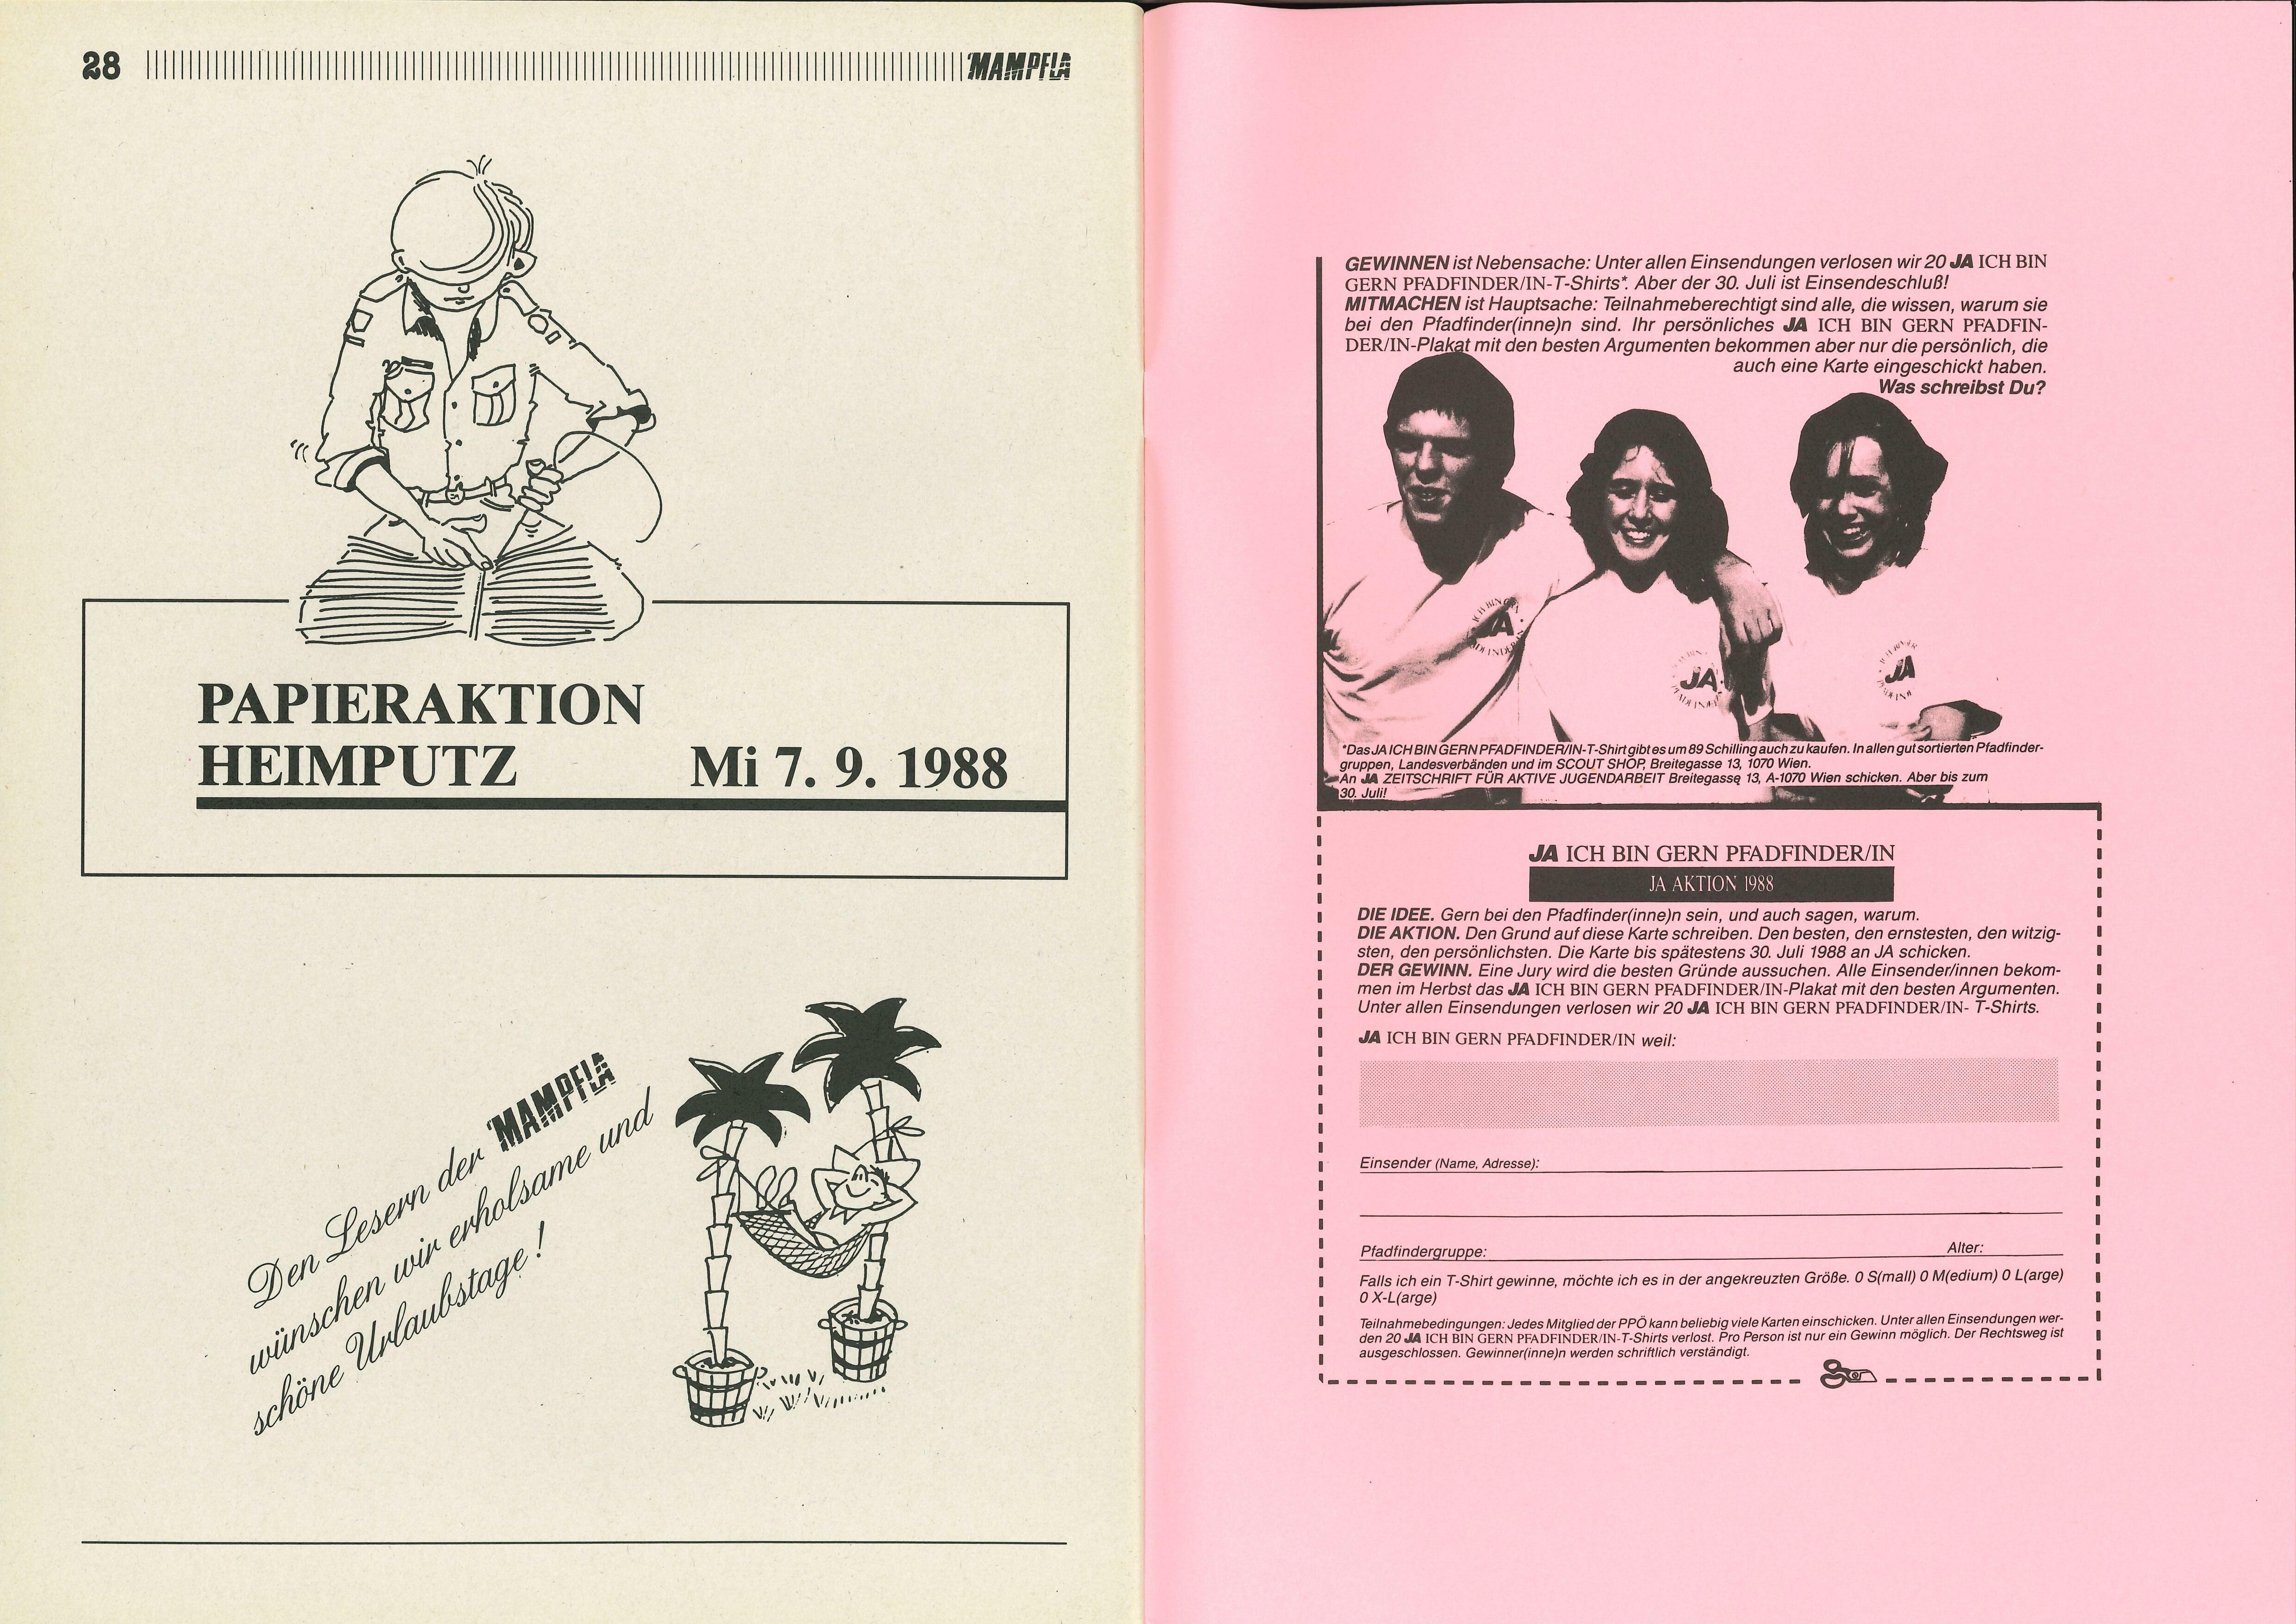 28
MAMPFLA
PAPIERAKTION
HEIMPUTZ Mi 7. 9. 1988
Den Lesern der MAMPFLA
wünschen wir erholsame und
schöne Urlaubstage!
GEWINNEN ist Nebensache: Unter allen Einsendungen verlosen wir 20 JA ICH BIN
GERN PFADFINDER/IN-T-Shirts*. Aber der 30. Juli ist Einsendeschluß!
MITMACHEN ist Hauptsache: Teilnahmeberechtigt sind alle, die wissen, warum sie
bei den Pfadfinder(inne)n sind. Ihr persönliches JA ICH BIN GERN PFADFIN-
DER/IN-Plakat mit den besten Argumenten bekommen aber nur die persönlich, die
auch eine Karte eingeschickt haben.
Was schreibst Du?
JA
JA
JA
*Das JA ICH BIN GERN PFADFINDER/IN-T-Shirt gibt es um 89 Schilling auch zu kaufen. In allen gut sortierten Pfadfinder-
gruppen, Landesverbänden und im SCOUT SHOP, Breitegasse 13, 1070 Wien.
An JA ZEITSCHRIFT FÜR AKTIVE JUGENDARBEIT Breitegasse 13, A-1070 Wien schicken. Aber bis zum
30. Juli!
JA ICH BIN GERN PFADFINDER/IN
JA AKTION 1988
DIE IDEE. Gern bei den Pfadfinder(inne)n sein, und auch sagen, warum.
DIE AKTION. Den Grund auf diese Karte schreiben. Den besten, den ernstesten, den witzig-
sten, den persönlichsten. Die Karte bis spätestens 30. Juli 1988 an JA schicken.
DER GEWINN. Eine Jury wird die besten Gründe aussuchen. Alle Einsender/innen bekom-
men im Herbst das JA ICH BIN GERN PFADFINDER/IN-Plakat mit den besten Argumenten.
Unter allen Einsendungen verlosen wir 20 JA ICH BIN GERN PFADFINDER/IN- T-Shirts.
JA ICH BIN GERN PFADFINDER/IN weil:
Einsender (Name, Adresse):
Pfadfindergruppe: Alter:
Falls ich ein T-Shirt gewinne, möchte ich es in der angekreuzten Größe. 0 S(mall) 0 M(edium) 0 L(arge)
0 X-L(arge)
Teilnahmebedingungen: Jedes Mitglied der PPÖ kann beliebig viele Karten einschicken. Unter allen Einsendungen wer-
den 20 JA ICH BIN GERN PFADFINDER/IN-T-Shirts verlost. Pro Person ist nur ein Gewinn möglich. Der Rechtsweg ist
ausgeschlossen. Gewinner(inne)n werden schriftlich verständigt.